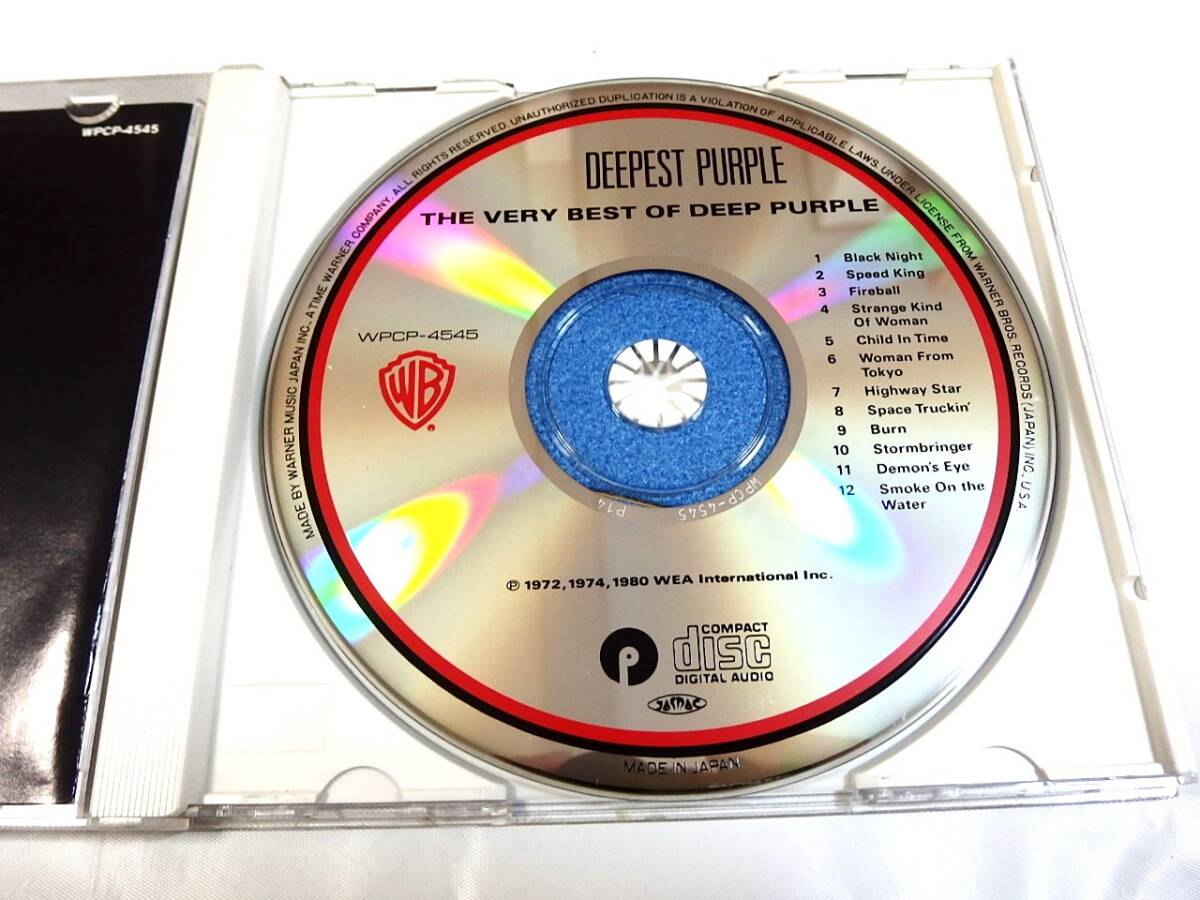 WPCP-4545
MADE BY WARNER MUSIC JAPAN INC. A TIME WARNER COMPANY. ALL RIGHTS RESERVED. UNAUTHORIZED DUPLICATION IS A VIOLATION OF APPLICABLE LAWS. UNDER LICENSE FROM WARNER BROS. RECORDS (JAPAN) INC., U.S.A.
DEEPEST PURPLE
THE VERY BEST OF DEEP PURPLE
WPCP-4545
WB
1 Black Night
2 Speed King
3 Fireball
4 Strange Kind
Of Woman
5 Child In Time
6 Woman From
Tokyo
7 Highway Star
8 Space Truckin'
9 Burn
10 Stormbringer
11 Demon's Eye
12 Smoke On the
Water
WPCP-4545 P14
℗ 1972,1974,1980 WEA International Inc.
p
COMPACT
disc
DIGITAL AUDIO
JASRAC
MADE IN JAPAN